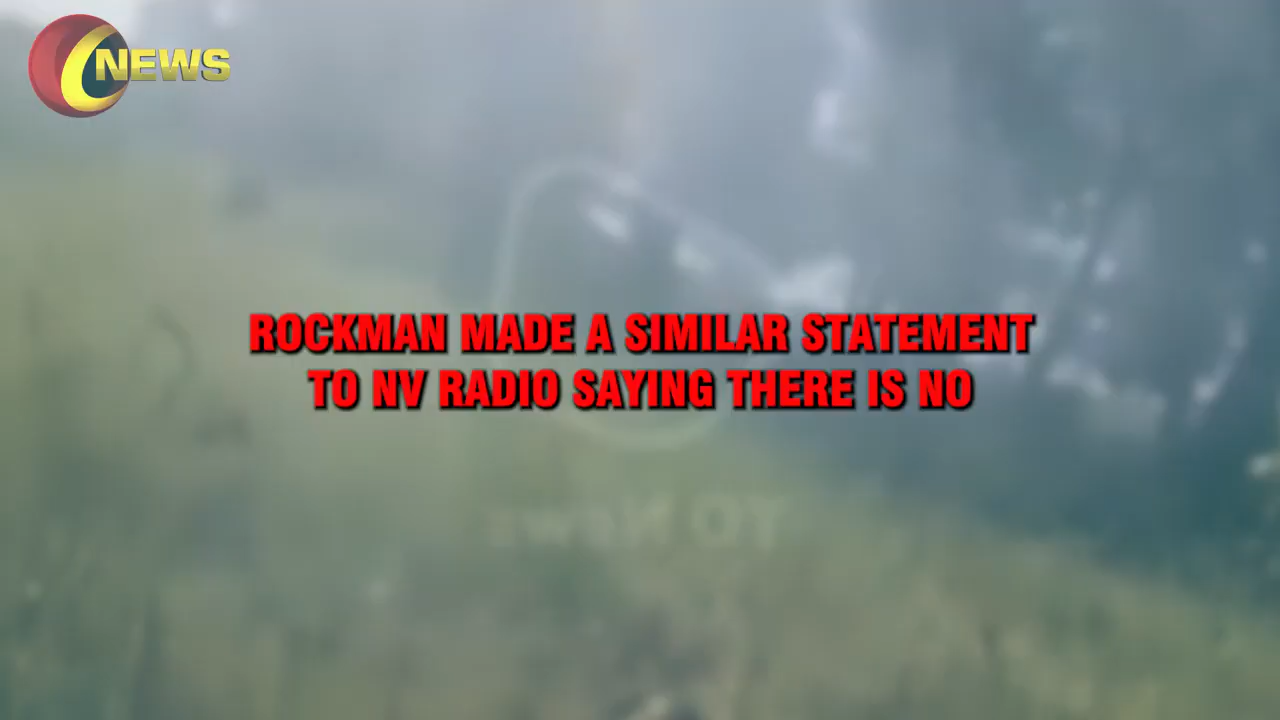 NEWS
ROCKMAN MADE A SIMILAR STATEMENT
TO NV RADIO SAYING THERE IS NO